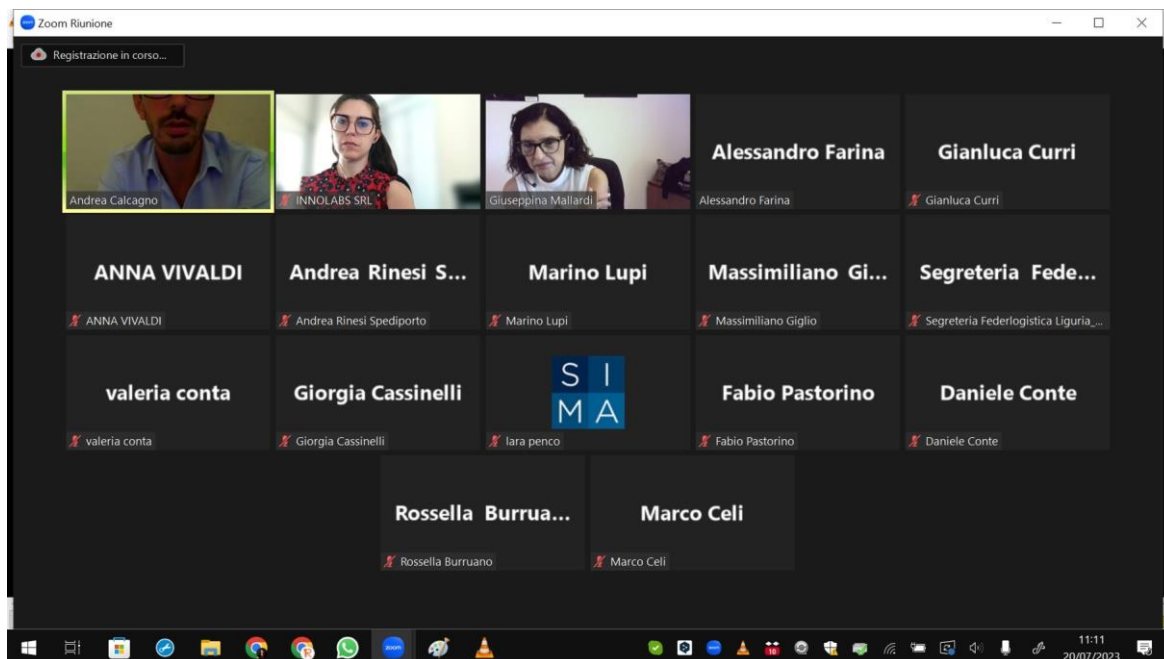 Zoom Riunione
Registrazione in corso...
Andrea Calcagno
INNOLABS SRL
Giuseppina Mallardi
Alessandro Farina
Alessandro Farina
Gianluca Curri
Gianluca Curri
ANNA VIVALDI
ANNA VIVALDI
Andrea Rinesi S...
Andrea Rinesi Spediporto
Marino Lupi
Marino Lupi
Massimiliano Gi...
Massimiliano Giglio
Segreteria Fede...
Segreteria Federlogistica Liguria_...
valeria conta
valeria conta
Giorgia Cassinelli
Giorgia Cassinelli
S I
M A
lara penco
Fabio Pastorino
Fabio Pastorino
Daniele Conte
Daniele Conte
Rossella Burrua...
Rossella Burruano
Marco Celi
Marco Celi
zoom
10
11:11
20/07/2023